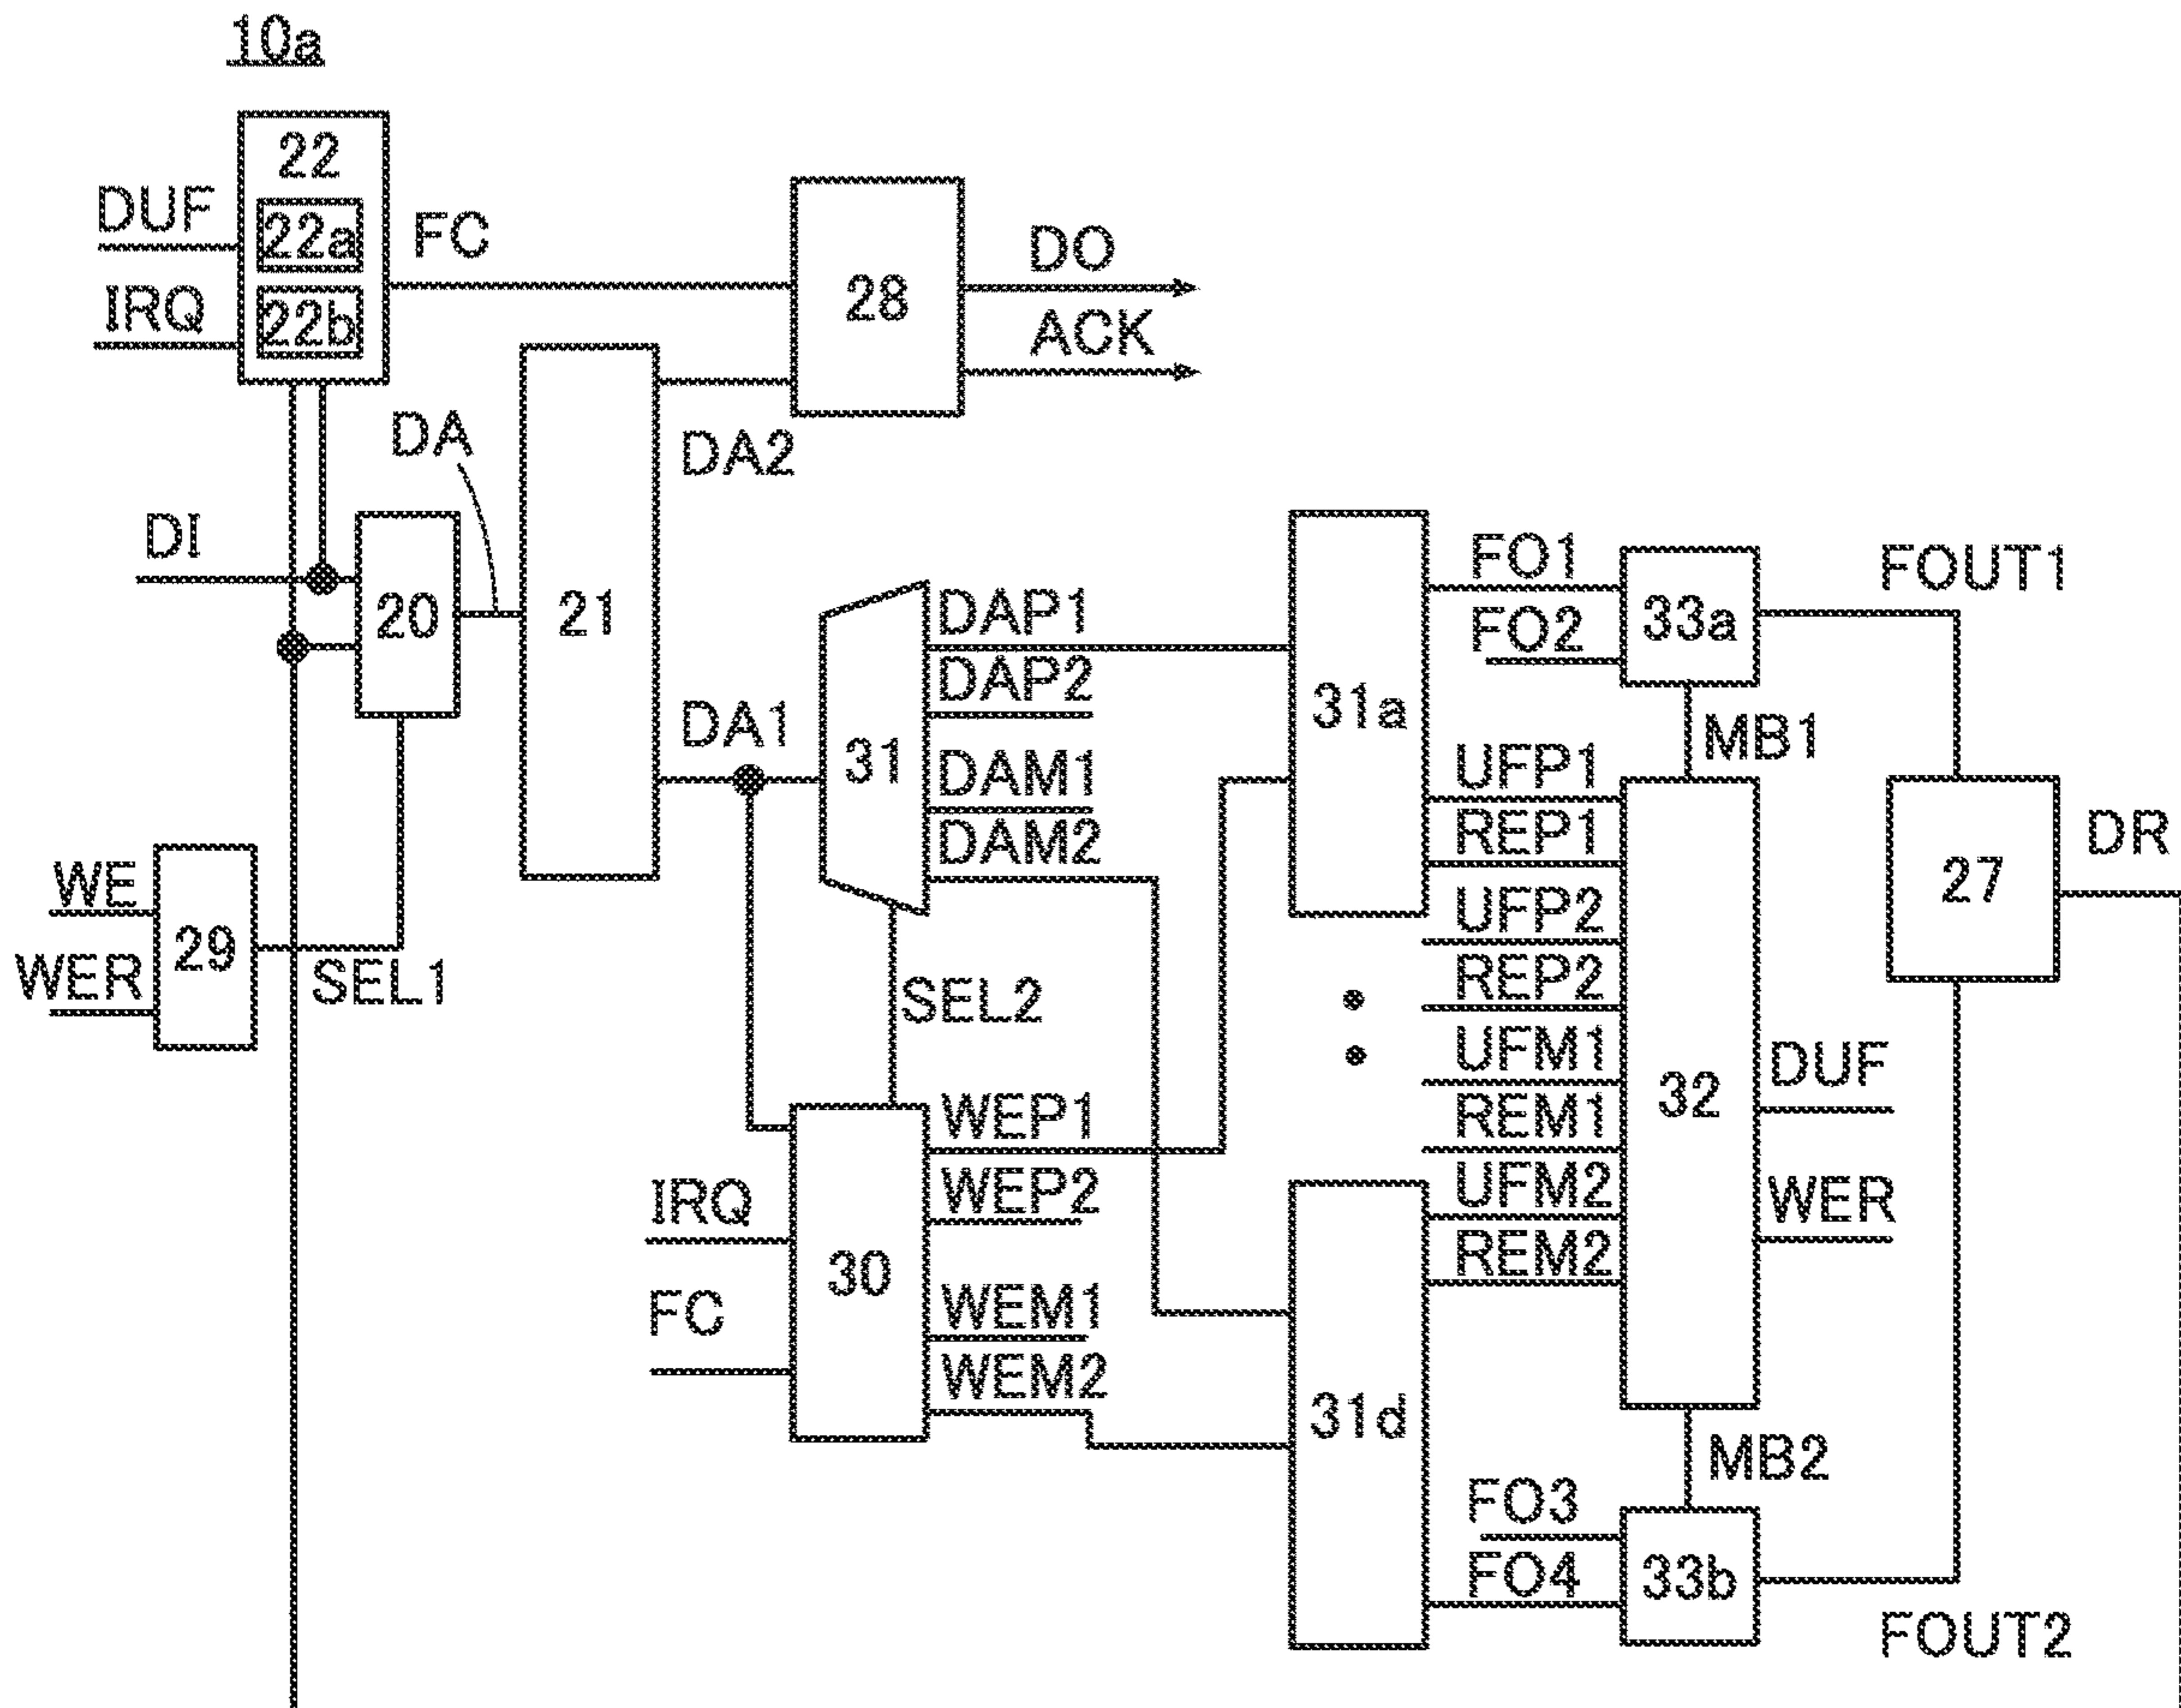 10a
22
DUF
22a
FC
IRQ
22b
28
DO
ACK
DA
DA2
DI
20
21
DA1
31
DAP1
DAP2
DAM1
DAM2
31a
FO1
FO2
33a
FOUT1
MB1
UFP1
REP1
UFP2
REP2
UFM1
REM1
UFM2
REM2
27
DR
WE
WER
29
SEL1
SEL2
WEP1
WEP2
WEM1
WEM2
IRQ
FC
30
32
DUF
WER
31d
MB2
FO3
FO4
33b
FOUT2